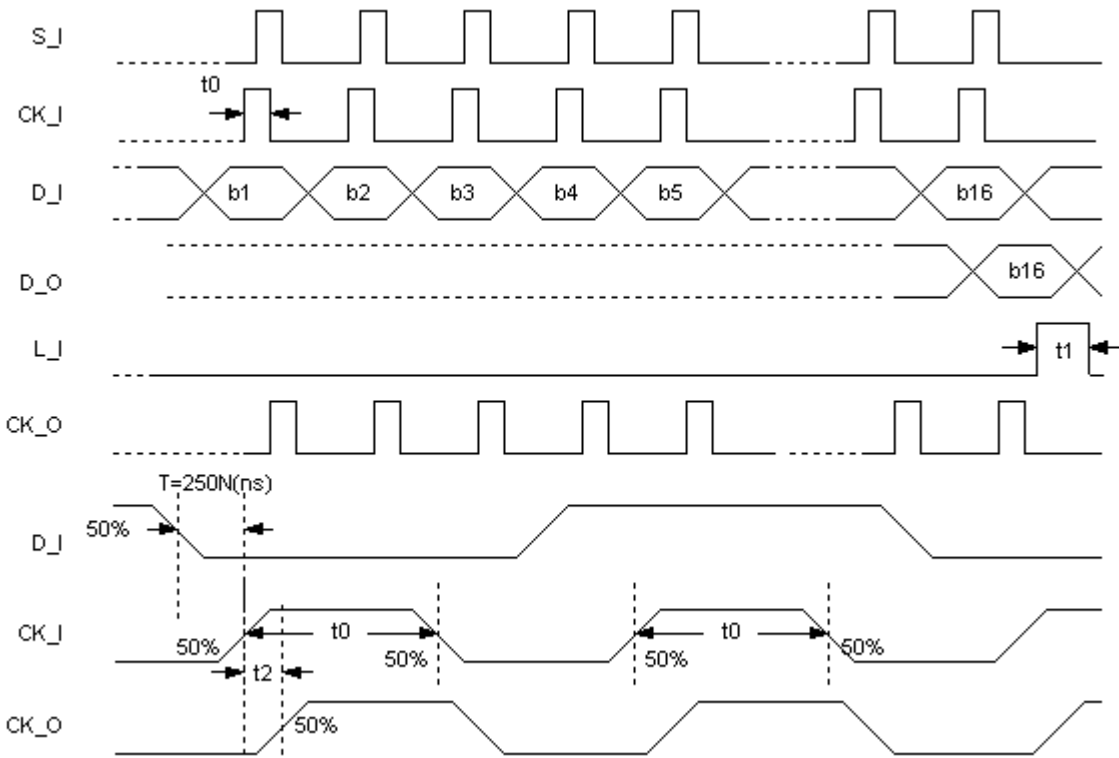 S_I
t0
CK_I
D_I b1 b2 b3 b4 b5 b16
D_O b16
L_I t1
CK_O
T=250N(ns)
50%
D_I
CK_I 50% t0 50% t0 50% 50%
t2
CK_O 50%